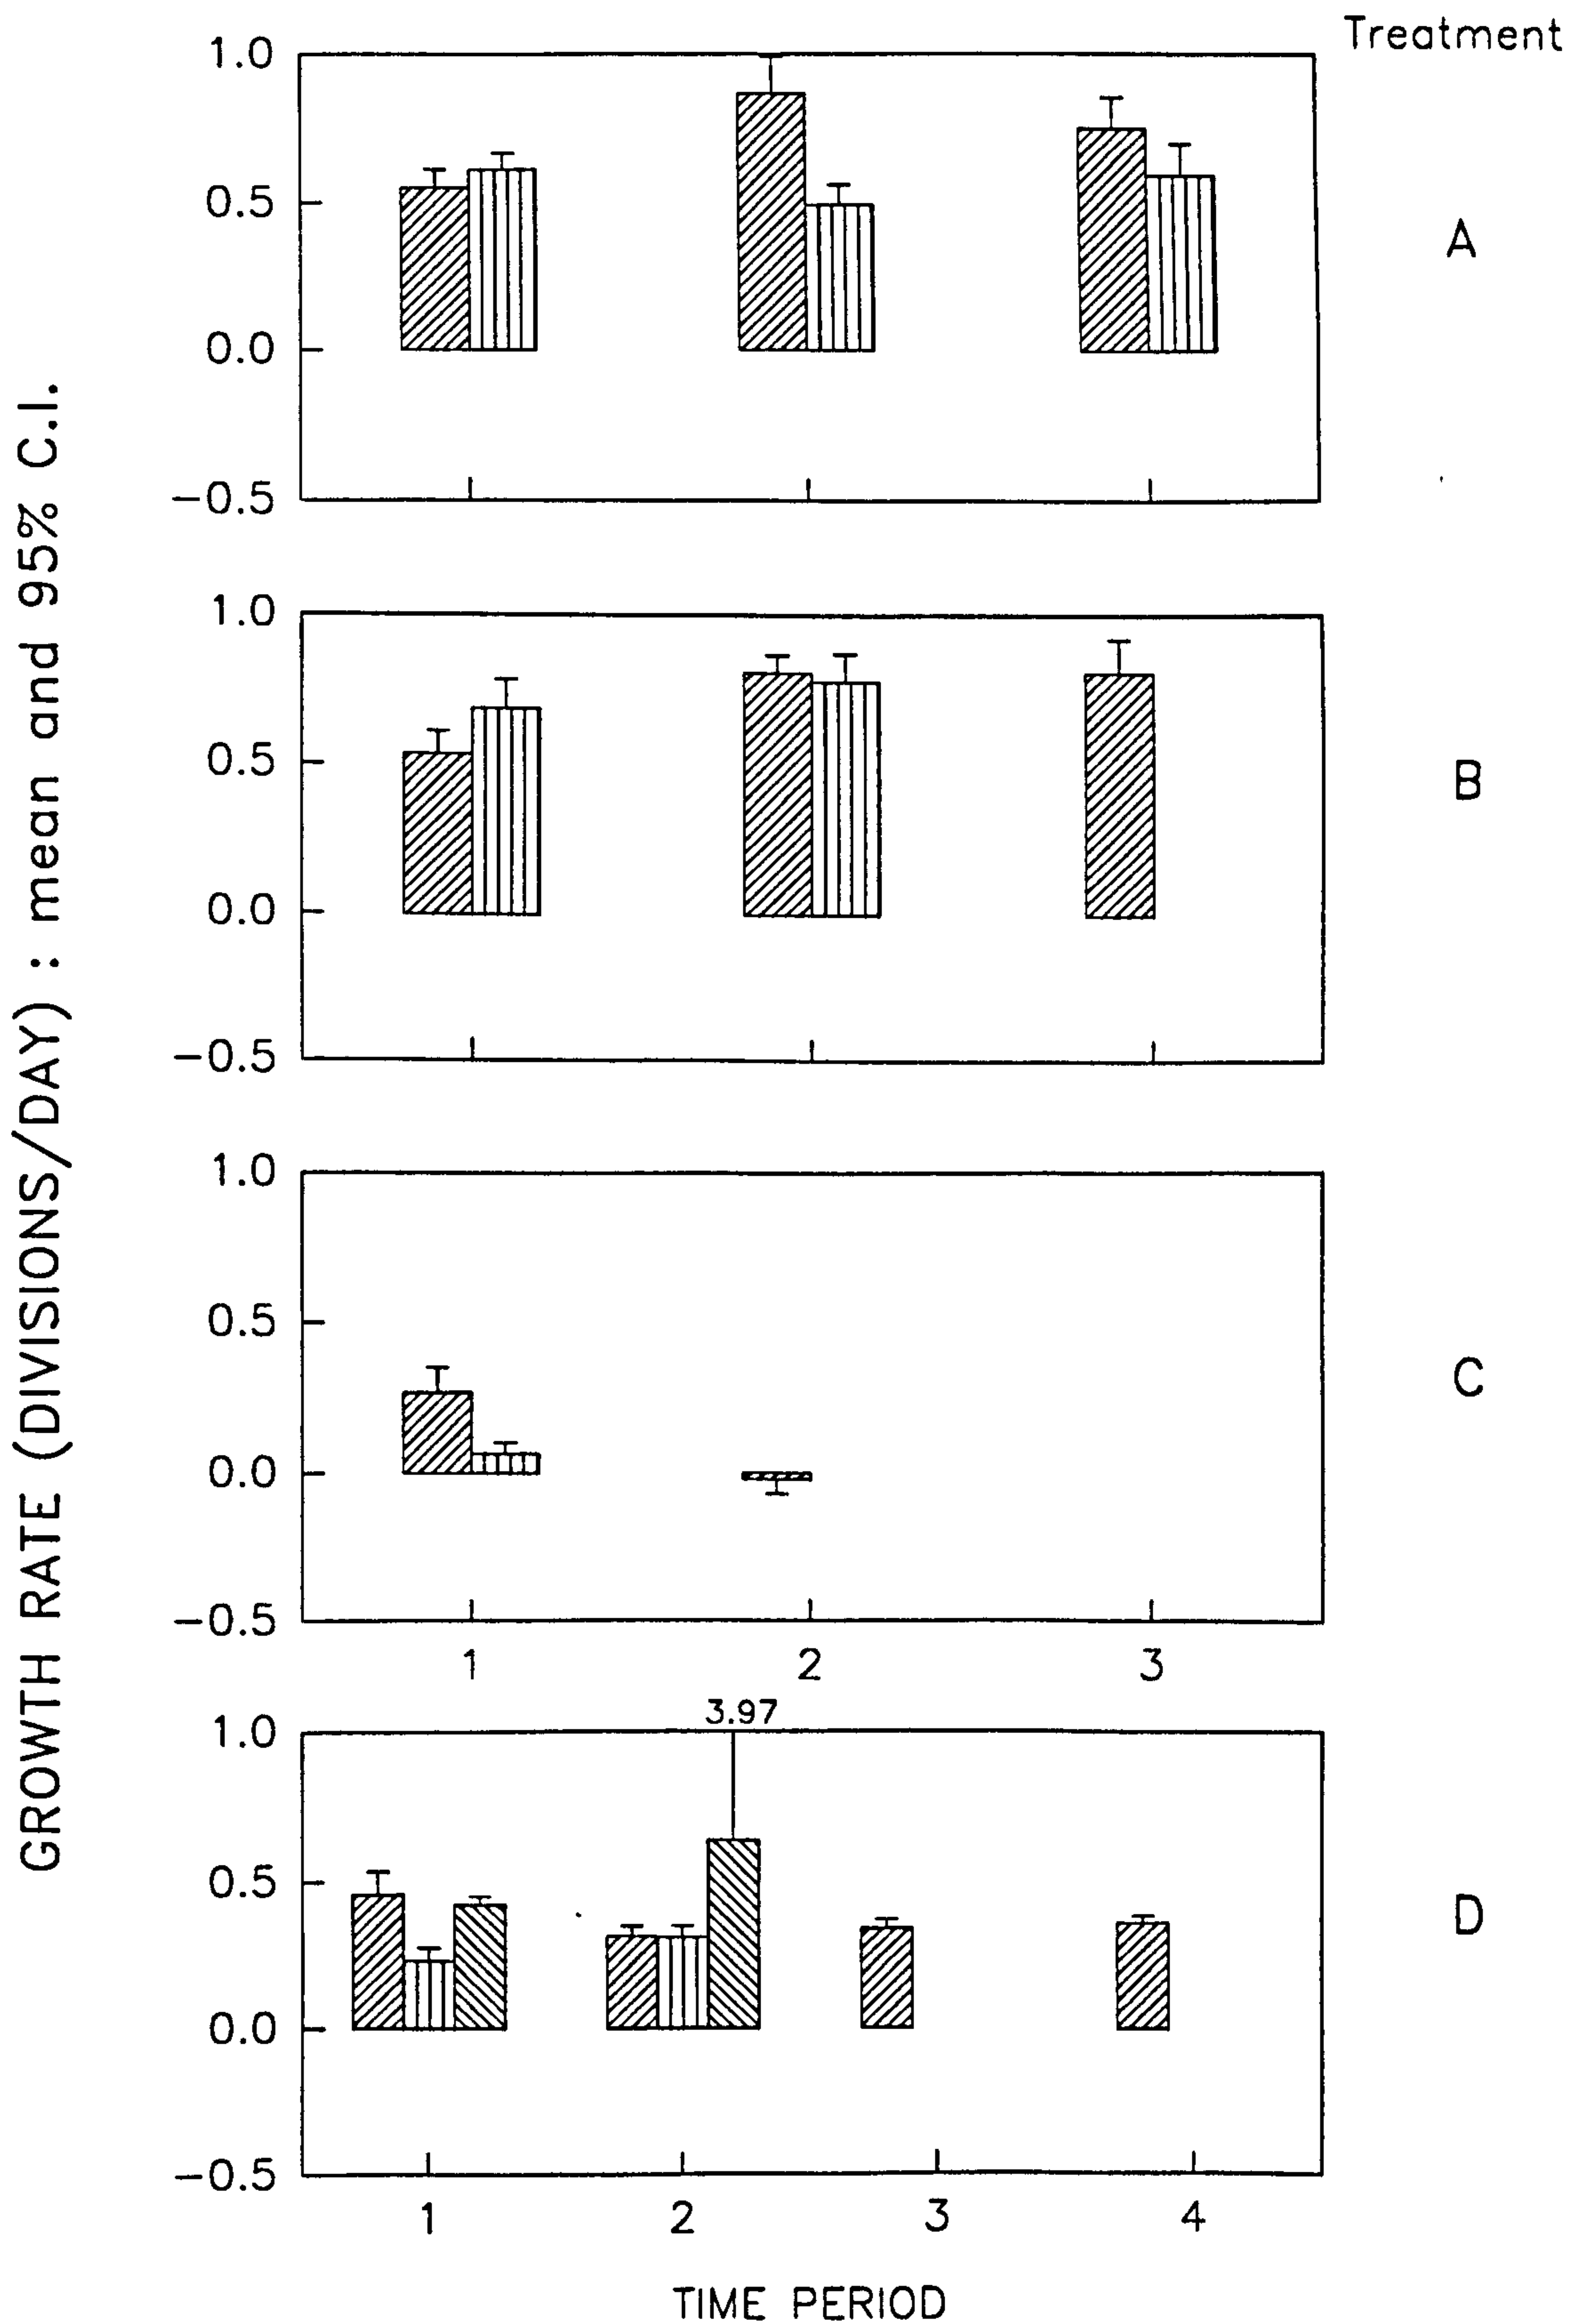 Treatment
GROWTH RATE (DIVISIONS/DAY) : mean and 95% C.I.
1.0
0.5
0.0
−0.5
A
1.0
0.5
0.0
−0.5
B
1.0
0.5
0.0
−0.5
C
1 2 3
3.97
1.0
0.5
0.0
−0.5
D
1 2 3 4
TIME PERIOD